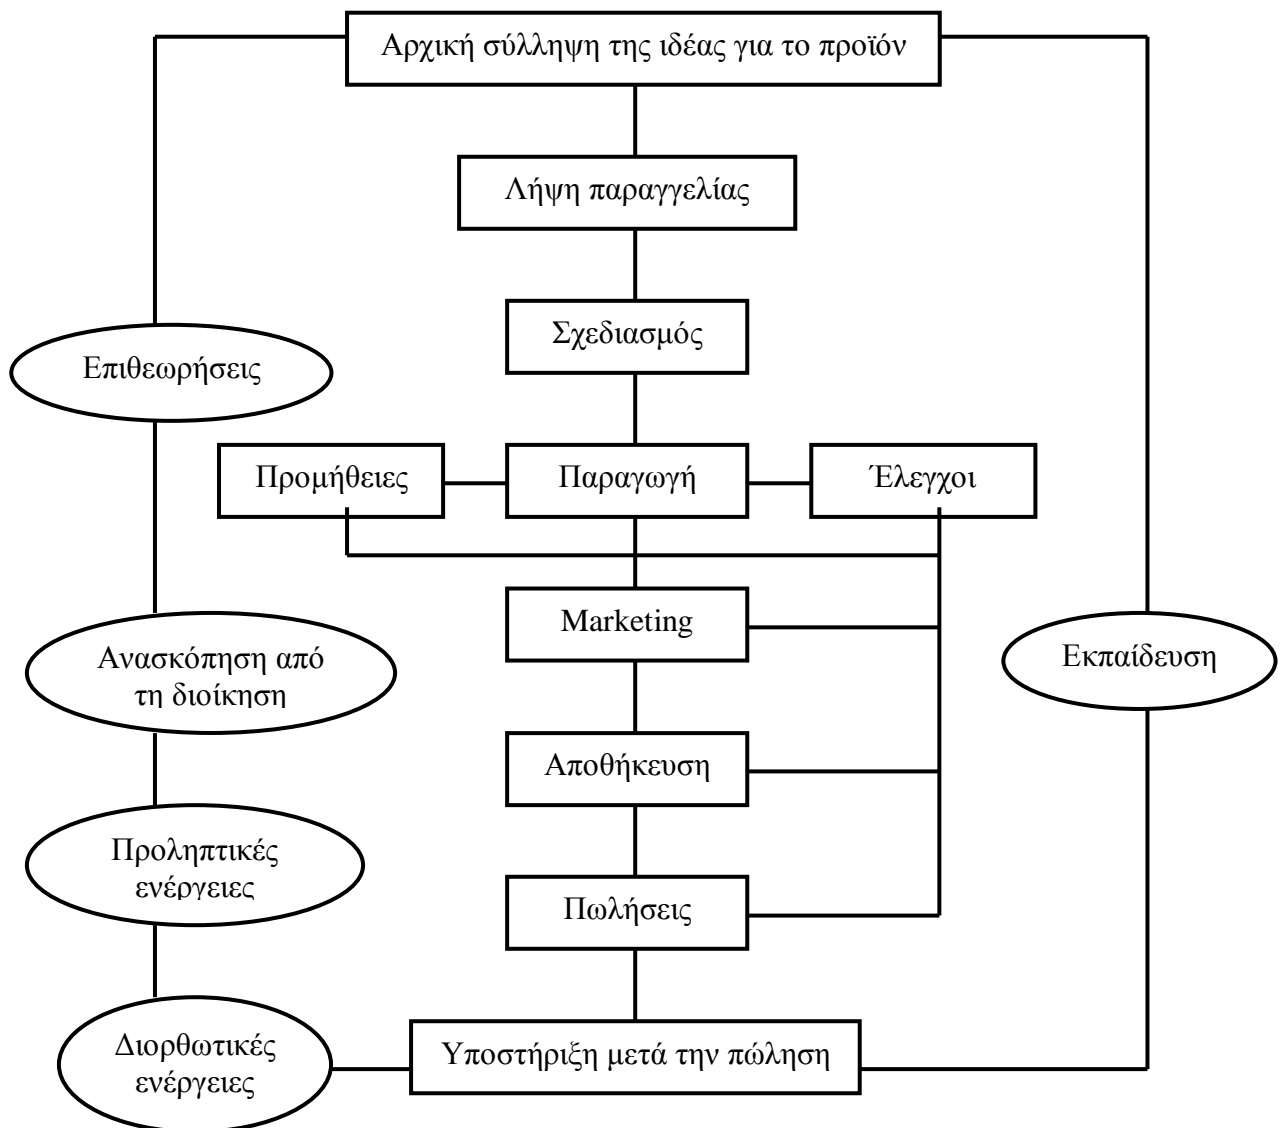 Αρχική σύλληψη της ιδέας για το προϊόν
Λήψη παραγγελίας
Σχεδιασμός
Επιθεωρήσεις
Προμήθειες
Παραγωγή
Έλεγχοι
Marketing
Ανασκόπηση από
τη διοίκηση
Εκπαίδευση
Αποθήκευση
Προληπτικές
ενέργειες
Πωλήσεις
Διορθωτικές
ενέργειες
Υποστήριξη μετά την πώληση